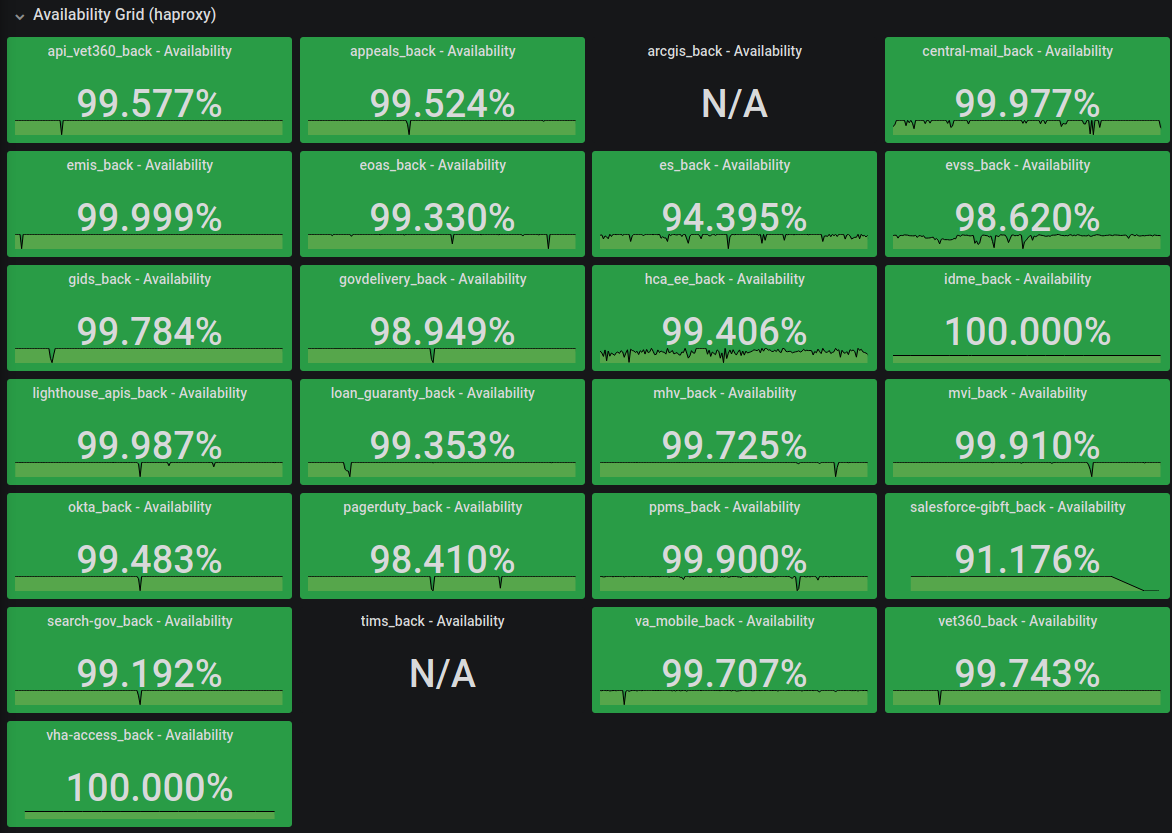 Availability Grid (haproxy)
api_vet360_back - Availability
99.577%
appeals_back - Availability
99.524%
arcgis_back - Availability
N/A
central-mail_back - Availability
99.977%
emis_back - Availability
99.999%
eoas_back - Availability
99.330%
es_back - Availability
94.395%
evss_back - Availability
98.620%
gids_back - Availability
99.784%
govdelivery_back - Availability
98.949%
hca_ee_back - Availability
99.406%
idme_back - Availability
100.000%
lighthouse_apis_back - Availability
99.987%
loan_guaranty_back - Availability
99.353%
mhv_back - Availability
99.725%
mvi_back - Availability
99.910%
okta_back - Availability
99.483%
pagerduty_back - Availability
98.410%
ppms_back - Availability
99.900%
salesforce-gibft_back - Availability
91.176%
search-gov_back - Availability
99.192%
tims_back - Availability
N/A
va_mobile_back - Availability
99.707%
vet360_back - Availability
99.743%
vha-access_back - Availability
100.000%